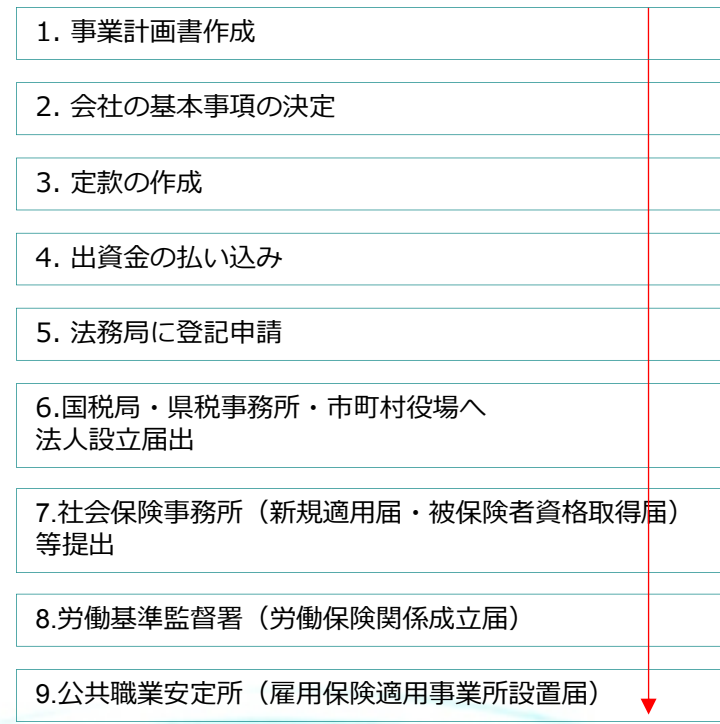 1. 事業計画書作成
2. 会社の基本事項の決定
3. 定款の作成
4. 出資金の払い込み
5. 法務局に登記申請
6.国税局・県税事務所・市町村役場へ
法人設立届出
7.社会保険事務所（新規適用届・被保険者資格取得届）
等提出
8.労働基準監督署（労働保険関係成立届）
9.公共職業安定所（雇用保険適用事業所設置届）